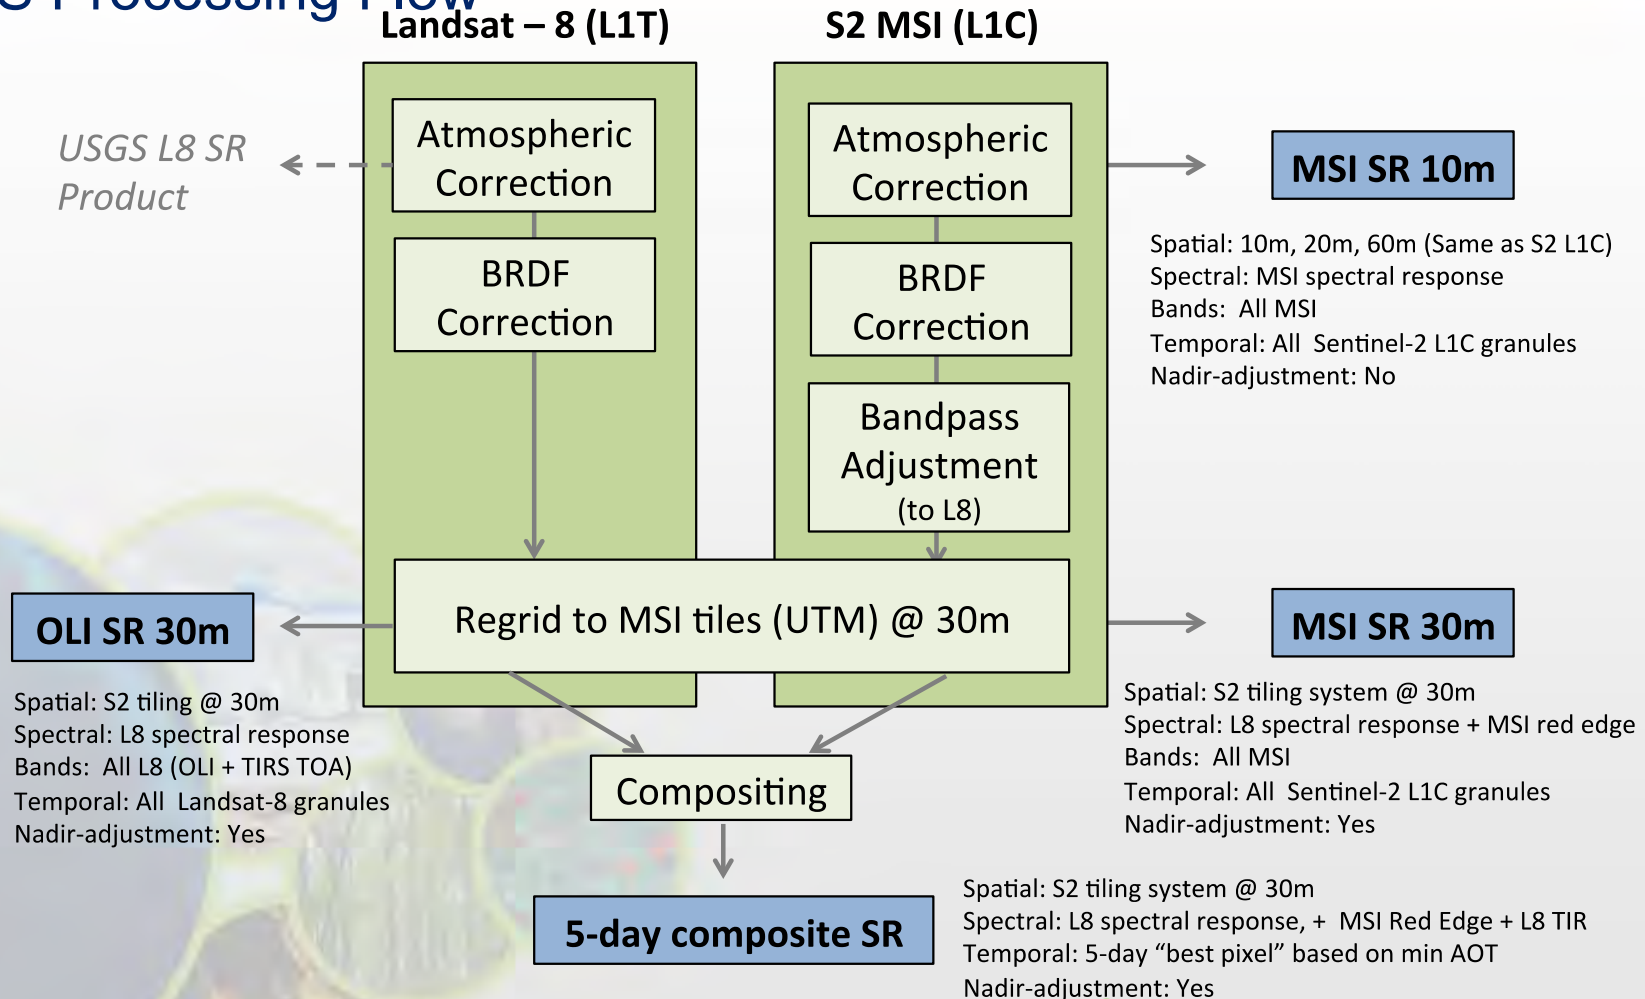 S Processing Flow
Landsat – 8 (L1T)
S2 MSI (L1C)
USGS L8 SR
Product
Atmospheric
Correction
BRDF
Correction
Atmospheric
Correction
BRDF
Correction
Bandpass
Adjustment
(to L8)
MSI SR 10m
Spatial: 10m, 20m, 60m (Same as S2 L1C)
Spectral: MSI spectral response
Bands:  All MSI
Temporal: All  Sentinel-2 L1C granules
Nadir-adjustment: No
Regrid to MSI tiles (UTM) @ 30m
OLI SR 30m
Spatial: S2 tiling @ 30m
Spectral: L8 spectral response
Bands:  All L8 (OLI + TIRS TOA)
Temporal: All  Landsat-8 granules
Nadir-adjustment: Yes
MSI SR 30m
Spatial: S2 tiling system @ 30m
Spectral: L8 spectral response + MSI red edge
Bands:  All MSI
Temporal: All  Sentinel-2 L1C granules
Nadir-adjustment: Yes
Compositing
5-day composite SR
Spatial: S2 tiling system @ 30m
Spectral: L8 spectral response, +  MSI Red Edge + L8 TIR
Temporal: 5-day “best pixel” based on min AOT
Nadir-adjustment: Yes